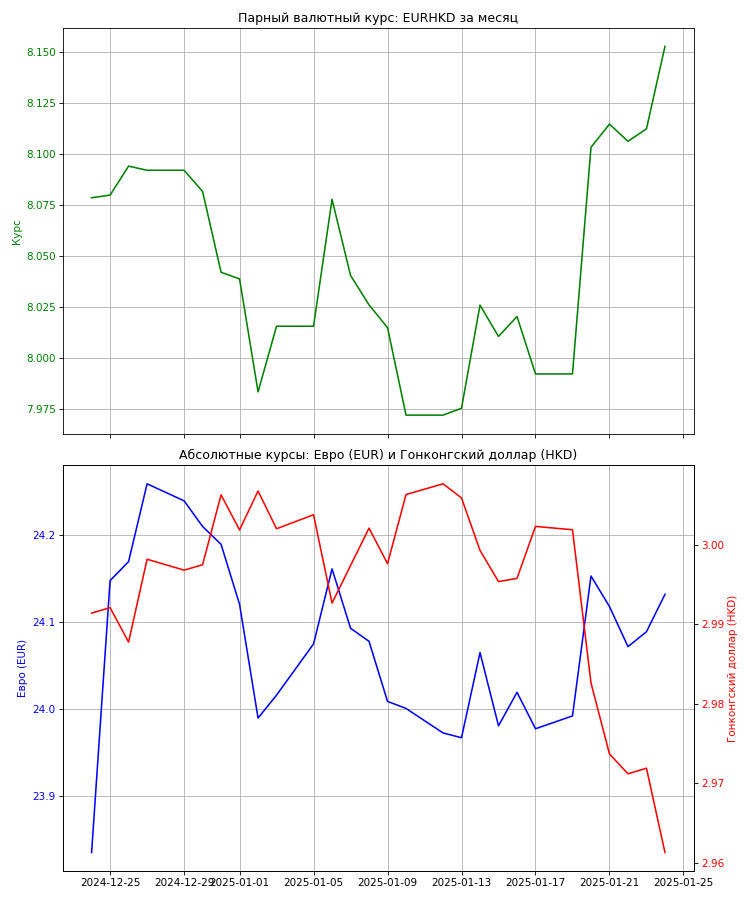 Парный валютный курс: EURHKD за месяц
Курс
8.150
8.125
8.100
8.075
8.050
8.025
8.000
7.975
Абсолютные курсы: Евро (EUR) и Гонконгский доллар (HKD)
Евро (EUR)
24.2
24.1
24.0
23.9
3.00
2.99
2.98
2.97
2.96
Гонконгский доллар (HKD)
2024-12-25 2024-12-29 2025-01-01 2025-01-05 2025-01-09 2025-01-13 2025-01-17 2025-01-21 2025-01-25